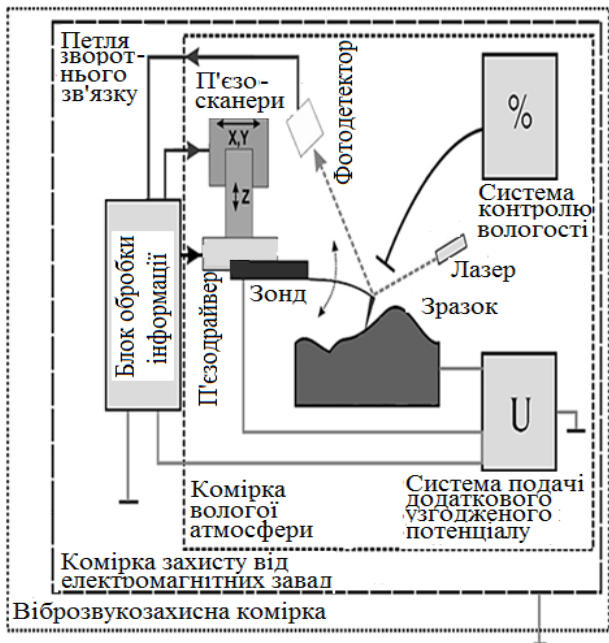 Петля
зворот-
нього
зв'язку
П'єзо-
сканери
X,Y
Z
Фотодетектор
%
Система
контролю
вологості
Лазер
Блок обробки
інформації
П'єзодрайвер
Зонд
Зразок
U
Комірка
вологої
атмосфери
Система подачі
додаткового
узгодженого
потенціалу
Комірка захисту від
електромагнітних завад
Віброзвукозахисна комірка